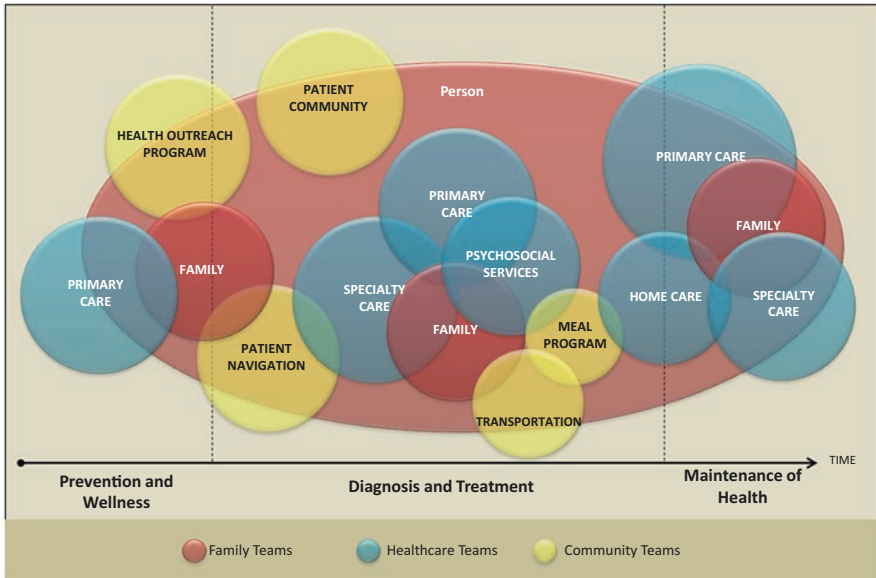 Person
PATIENT
COMMUNITY
HEALTH OUTREACH
PROGRAM
PRIMARY CARE
PRIMARY
CARE
FAMILY
PSYCHOSOCIAL
SERVICES
FAMILY
PRIMARY
CARE
SPECIALTY
CARE
HOME CARE
SPECIALTY
CARE
FAMILY
MEAL
PROGRAM
PATIENT
NAVIGATION
TRANSPORTATION
TIME
Prevention and
Wellness
Diagnosis and Treatment
Maintenance of
Health
Family Teams
Healthcare Teams
Community Teams